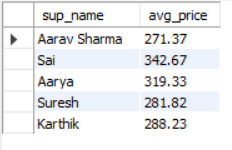 sup_name avg_price
Aarav Sharma 271.37
Sai 342.67
Aarya 319.33
Suresh 281.82
Karthik 288.23